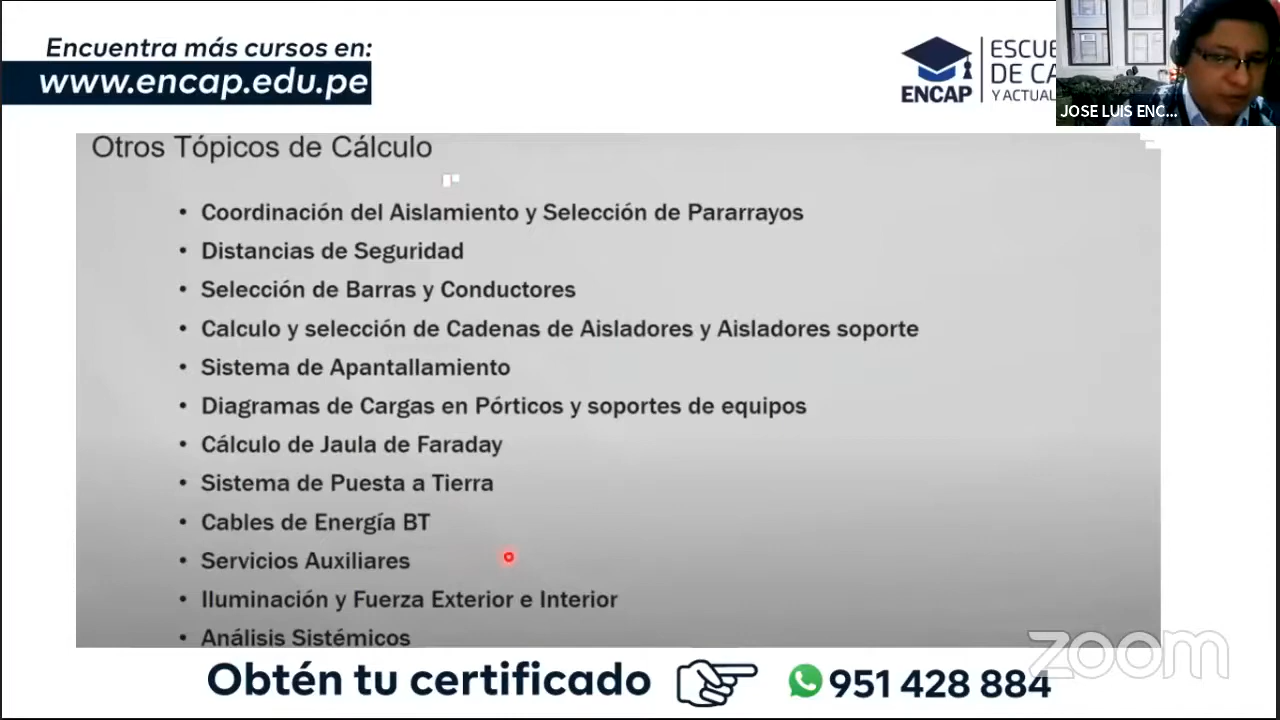 Encuentra más cursos en:
www.encap.edu.pe
ENCAP
ESCUE
DE CA
Y ACTUAL
JOSE LUIS ENC...
Otros Tópicos de Cálculo
• Coordinación del Aislamiento y Selección de Pararrayos
• Distancias de Seguridad
• Selección de Barras y Conductores
• Calculo y selección de Cadenas de Aisladores y Aisladores soporte
• Sistema de Apantallamiento
• Diagramas de Cargas en Pórticos y soportes de equipos
• Cálculo de Jaula de Faraday
• Sistema de Puesta a Tierra
• Cables de Energía BT
• Servicios Auxiliares
• Iluminación y Fuerza Exterior e Interior
• Análisis Sistémicos
zoom
Obtén tu certificado
951 428 884